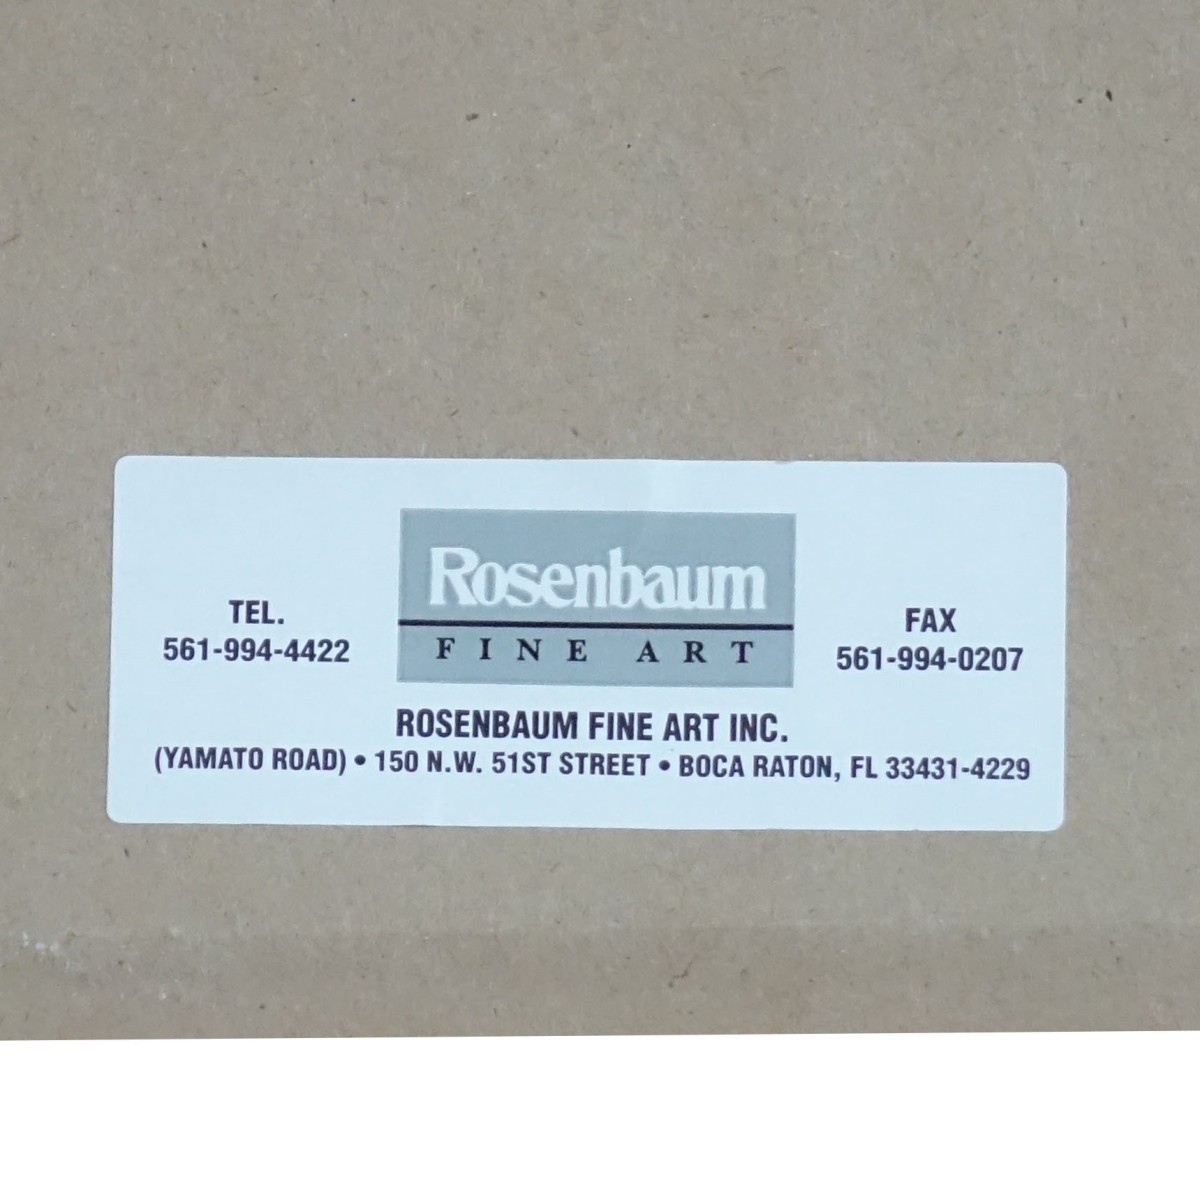 Rosenbaum
FINE ART
TEL.
561-994-4422
FAX
561-994-0207
ROSENBAUM FINE ART INC.
(YAMATO ROAD) • 150 N.W. 51ST STREET • BOCA RATON, FL 33431-4229